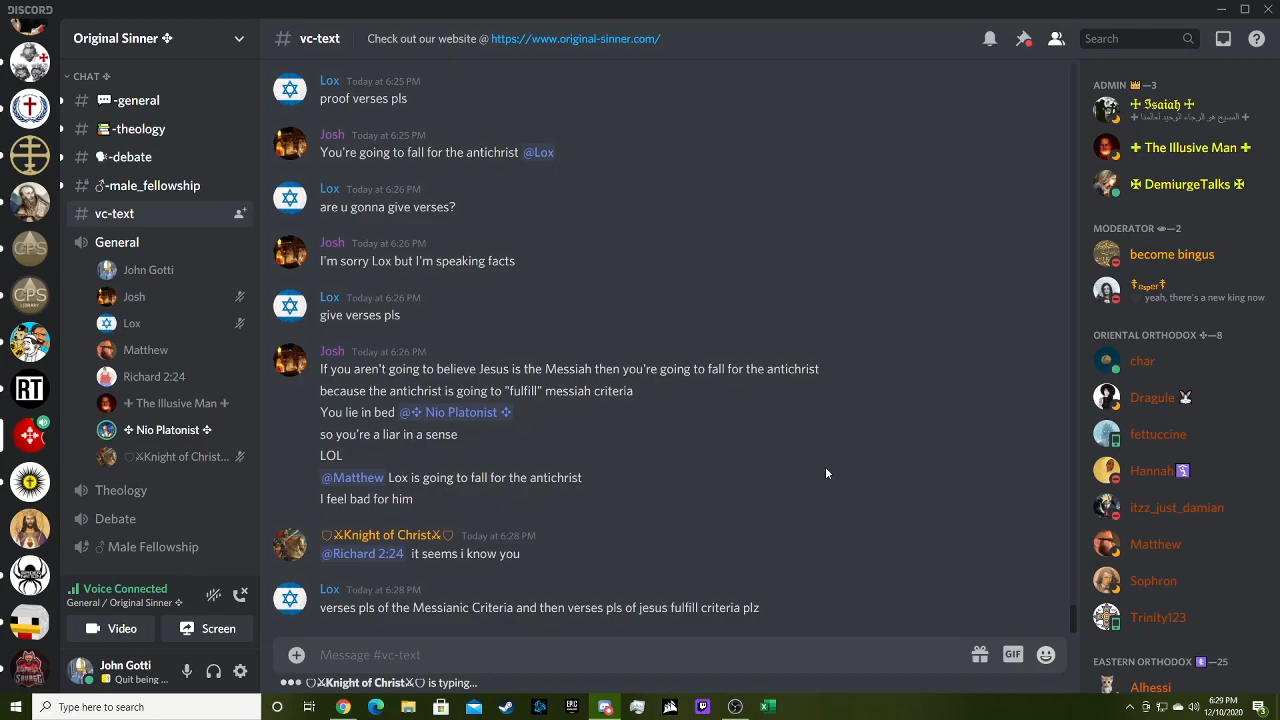 DISCORD
Original Sinner ✣
vc-text
Check out our website @ https://www.original-sinner.com/
Search
CHAT ✣
-general
-theology
-debate
♂-male_fellowship
vc-text
General
John Gotti
Josh
Lox
Matthew
Richard 2:24
✢ The Illusive Man ✢
✣ Nio Platonist ✣
♡⚔Knight of Christ...
Theology
Debate
♂ Male Fellowship
Voice Connected
General / Original Sinner ✣
Video
Screen
John Gotti
Quit being ...
Lox Today at 6:25 PM
proof verses pls
Josh Today at 6:25 PM
You're going to fall for the antichrist @Lox
Lox Today at 6:26 PM
are u gonna give verses?
Josh Today at 6:26 PM
I'm sorry Lox but I'm speaking facts
Lox Today at 6:26 PM
give verses pls
Josh Today at 6:26 PM
If you aren't going to believe Jesus is the Messiah then you're going to fall for the antichrist
because the antichrist is going to "fulfill" messiah criteria
You lie in bed @✣ Nio Platonist ✣
so you're a liar in a sense
LOL
@Matthew Lox is going to fall for the antichrist
I feel bad for him
♡⚔Knight of Christ⚔♡ Today at 6:28 PM
@Richard 2:24 it seems i know you
Lox Today at 6:28 PM
verses pls of the Messianic Criteria and then verses pls of jesus fulfill criteria plz
Message #vc-text
GIF
♡⚔Knight of Christ⚔♡ is typing...
ADMIN 👑—3
☩ 𝕴𝖘𝖆𝖎𝖆𝖍 ☩
المسيح هو الرجاء الوحيد لعالمنا
✚ The Illusive Man ✚
✠ DemiurgeTalks ✠
MODERATOR 👁—2
become bingus
yeah, there's a new king now
ORIENTAL ORTHODOX ✣—8
char
Dragule
fettuccine
Hannah
itzz_just_damian
Matthew
Sophron
Trinity123
EASTERN ORTHODOX ☦—25
Alhessi
CPS
CPS
LIBRARY
RT
Type here to search
6:29 PM
12/10/2020